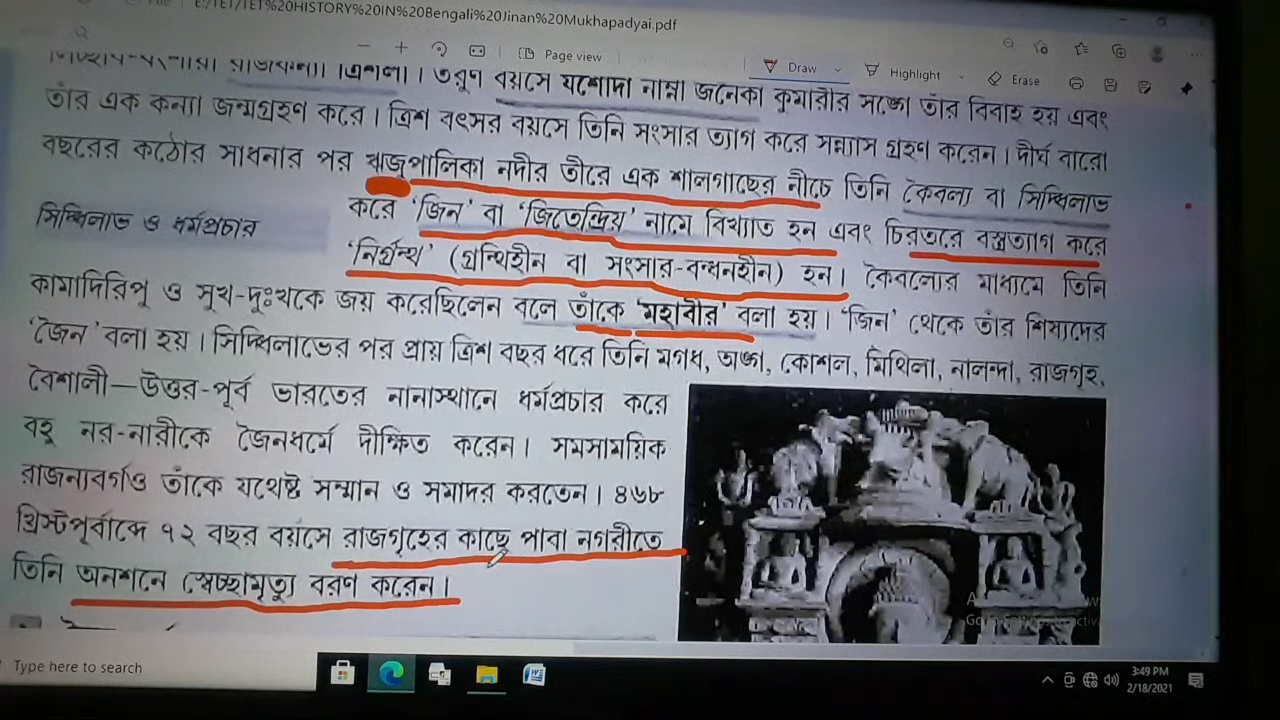 E:/TET/TET%20HISTORY%20IN%20Bengali%20Jinan%20Mukhapadyai.pdf
Page view
Draw
Highlight
Erase
রাজকন্যা ত্রিশলা। তরুণ বয়সে যশোদা নাম্নী জনৈকা কুমারীর সঙ্গে তাঁর বিবাহ হয় এবং
তাঁর এক কন্যা জন্মগ্রহণ করে। ত্রিশ বৎসর বয়সে তিনি সংসার ত্যাগ করে সন্ন্যাস গ্রহণ করেন। দীর্ঘ বারো
বছরের কঠোর সাধনার পর ঋজুপালিকা নদীর তীরে এক শালগাছের নীচে তিনি কৈবল্য বা সিদ্ধিলাভ
সিদ্ধিলাভ ও ধর্মপ্রচার
করে 'জিন' বা 'জিতেন্দ্রিয়' নামে বিখ্যাত হন এবং চিরতরে বস্ত্রত্যাগ করে
'নির্গ্রন্থ' (গ্রন্থিহীন বা সংসার-বন্ধনহীন) হন। কৈবল্যের মাধ্যমে তিনি
কামাদিরিপু ও সুখ-দুঃখকে জয় করেছিলেন বলে তাঁকে 'মহাবীর' বলা হয়। 'জিন' থেকে তাঁর শিষ্যদের
'জৈন' বলা হয়। সিদ্ধিলাভের পর প্রায় ত্রিশ বছর ধরে তিনি মগধ, অঙ্গ, কোশল, মিথিলা, নালন্দা, রাজগৃহ,
বৈশালী—উত্তর-পূর্ব ভারতের নানাস্থানে ধর্মপ্রচার করে
বহু নর-নারীকে জৈনধর্মে দীক্ষিত করেন। সমসাময়িক
রাজন্যবর্গও তাঁকে যথেষ্ট সম্মান ও সমাদর করতেন। ৪৬৮
খ্রিস্টপূর্বাব্দে ৭২ বছর বয়সে রাজগৃহের কাছে পাবা নগরীতে
তিনি অনশনে স্বেচ্ছামৃত্যু বরণ করেন।
Type here to search
3:49 PM
2/18/2021